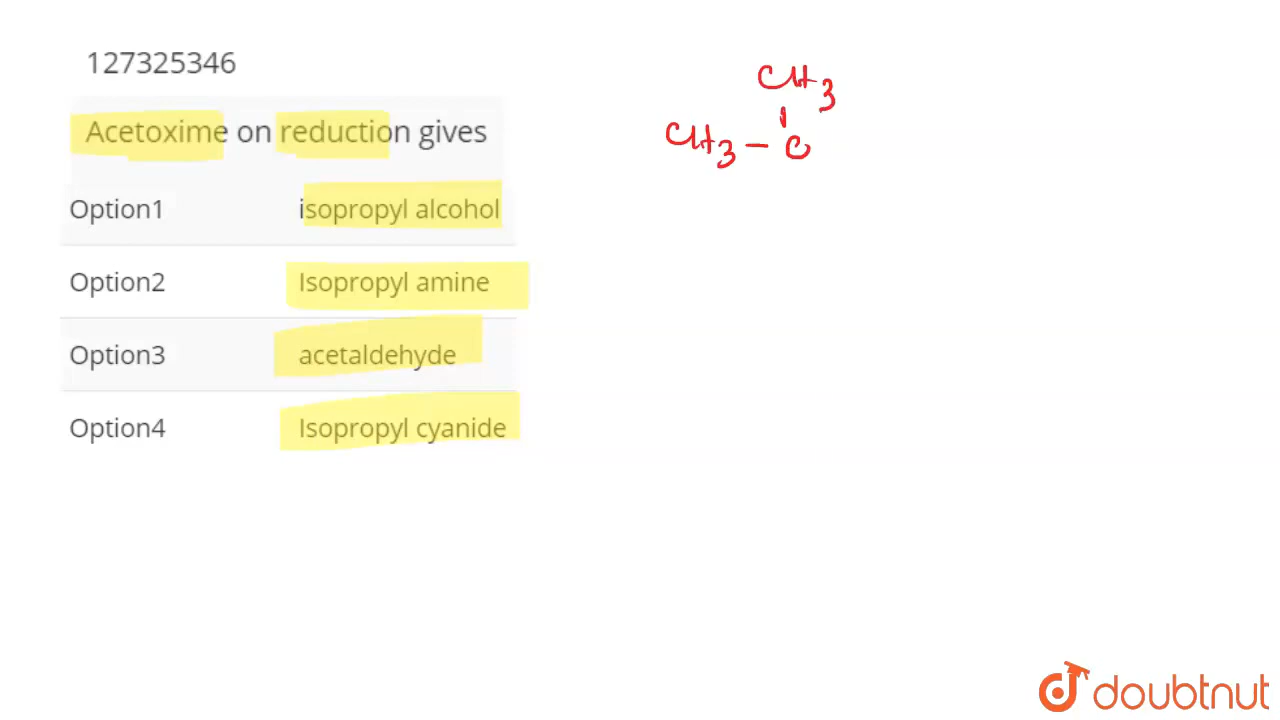 127325346
Acetoxime on reduction gives
Option1 isopropyl alcohol
Option2 Isopropyl amine
Option3 acetaldehyde
Option4 Isopropyl cyanide
CH3
CH3 - C
doubtnut